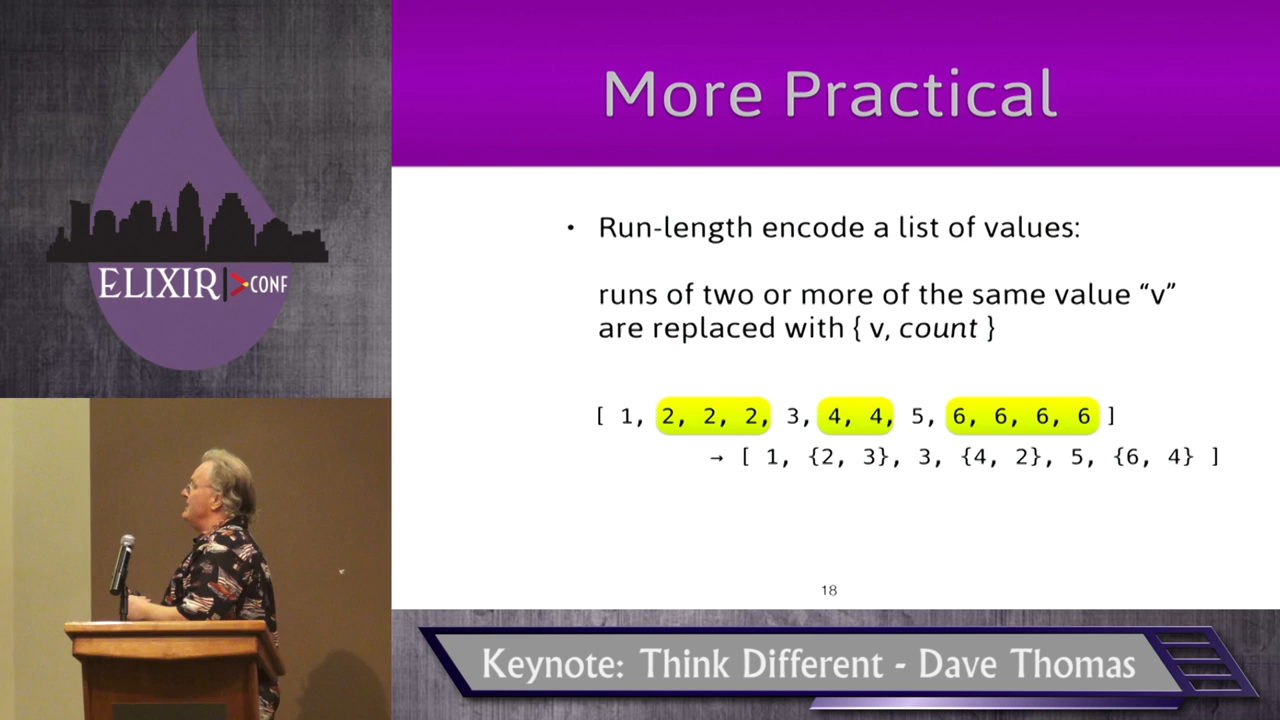 ELIXIR|>CONF
More Practical
• Run-length encode a list of values:
runs of two or more of the same value “v”
are replaced with { v, count }
[ 1, 2, 2, 2, 3, 4, 4, 5, 6, 6, 6, 6 ]
→ [ 1, {2, 3}, 3, {4, 2}, 5, {6, 4} ]
18
Keynote: Think Different - Dave Thomas